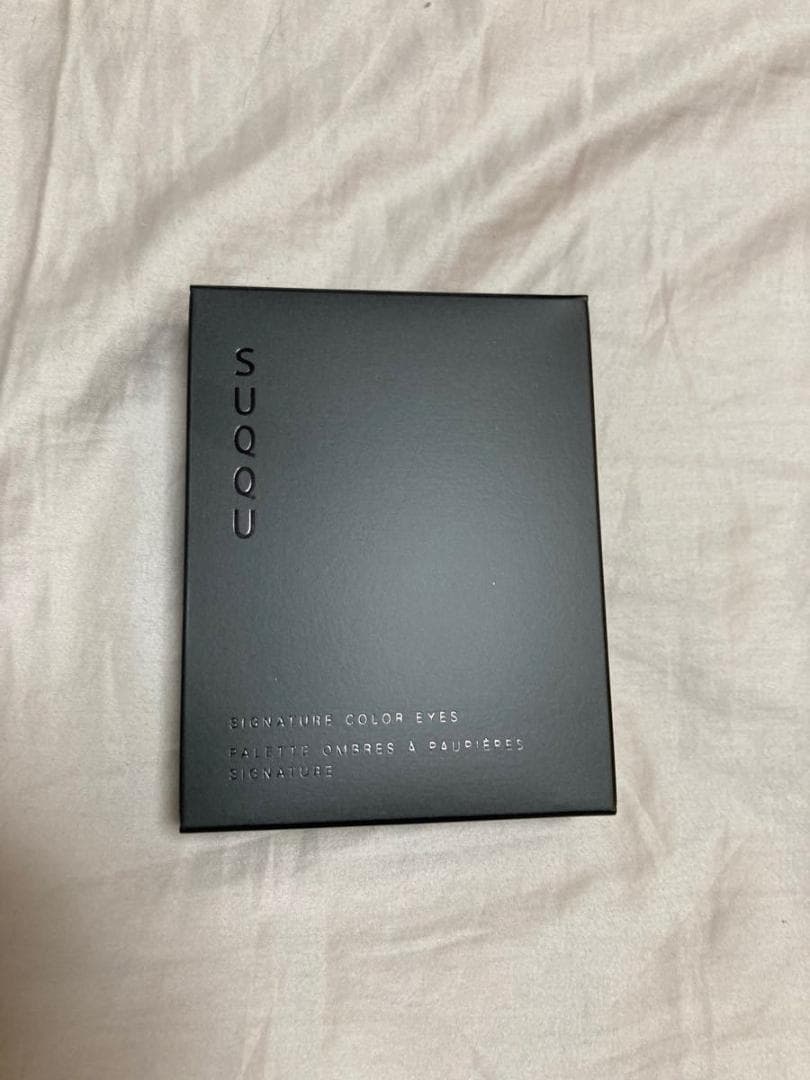 SUQQU
SIGNATURE COLOR EYES
PALETTE OMBRES À PAUPIÈRES
SIGNATURE